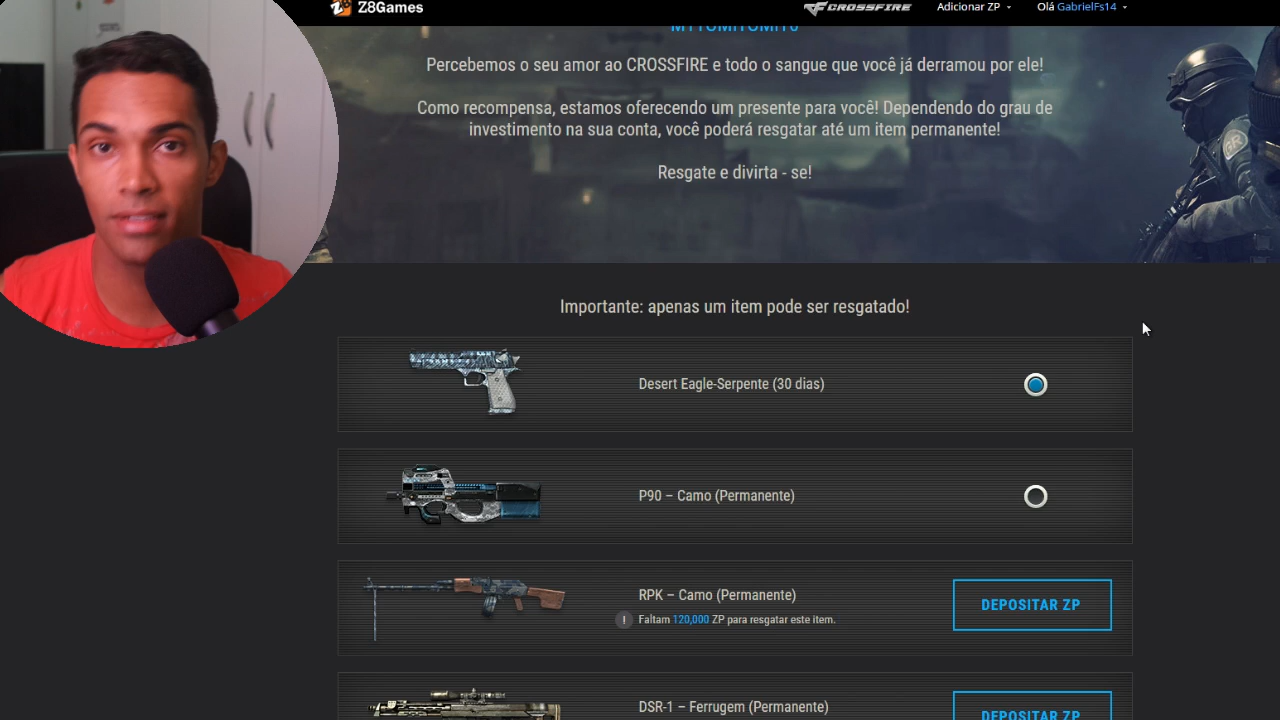 Z8Games
CROSSFIRE
Adicionar ZP
Olá GabrielFs14
Percebemos o seu amor ao CROSSFIRE e todo o sangue que você já derramou por ele!
Como recompensa, estamos oferecendo um presente para você! Dependendo do grau de
investimento na sua conta, você poderá resgatar até um item permanente!
Resgate e divirta - se!
Importante: apenas um item pode ser resgatado!
Desert Eagle-Serpente (30 dias)
P90 – Camo (Permanente)
RPK – Camo (Permanente)
! Faltam 120,000 ZP para resgatar este item.
DEPOSITAR ZP
DSR-1 – Ferrugem (Permanente)
DEPOSITAR ZP